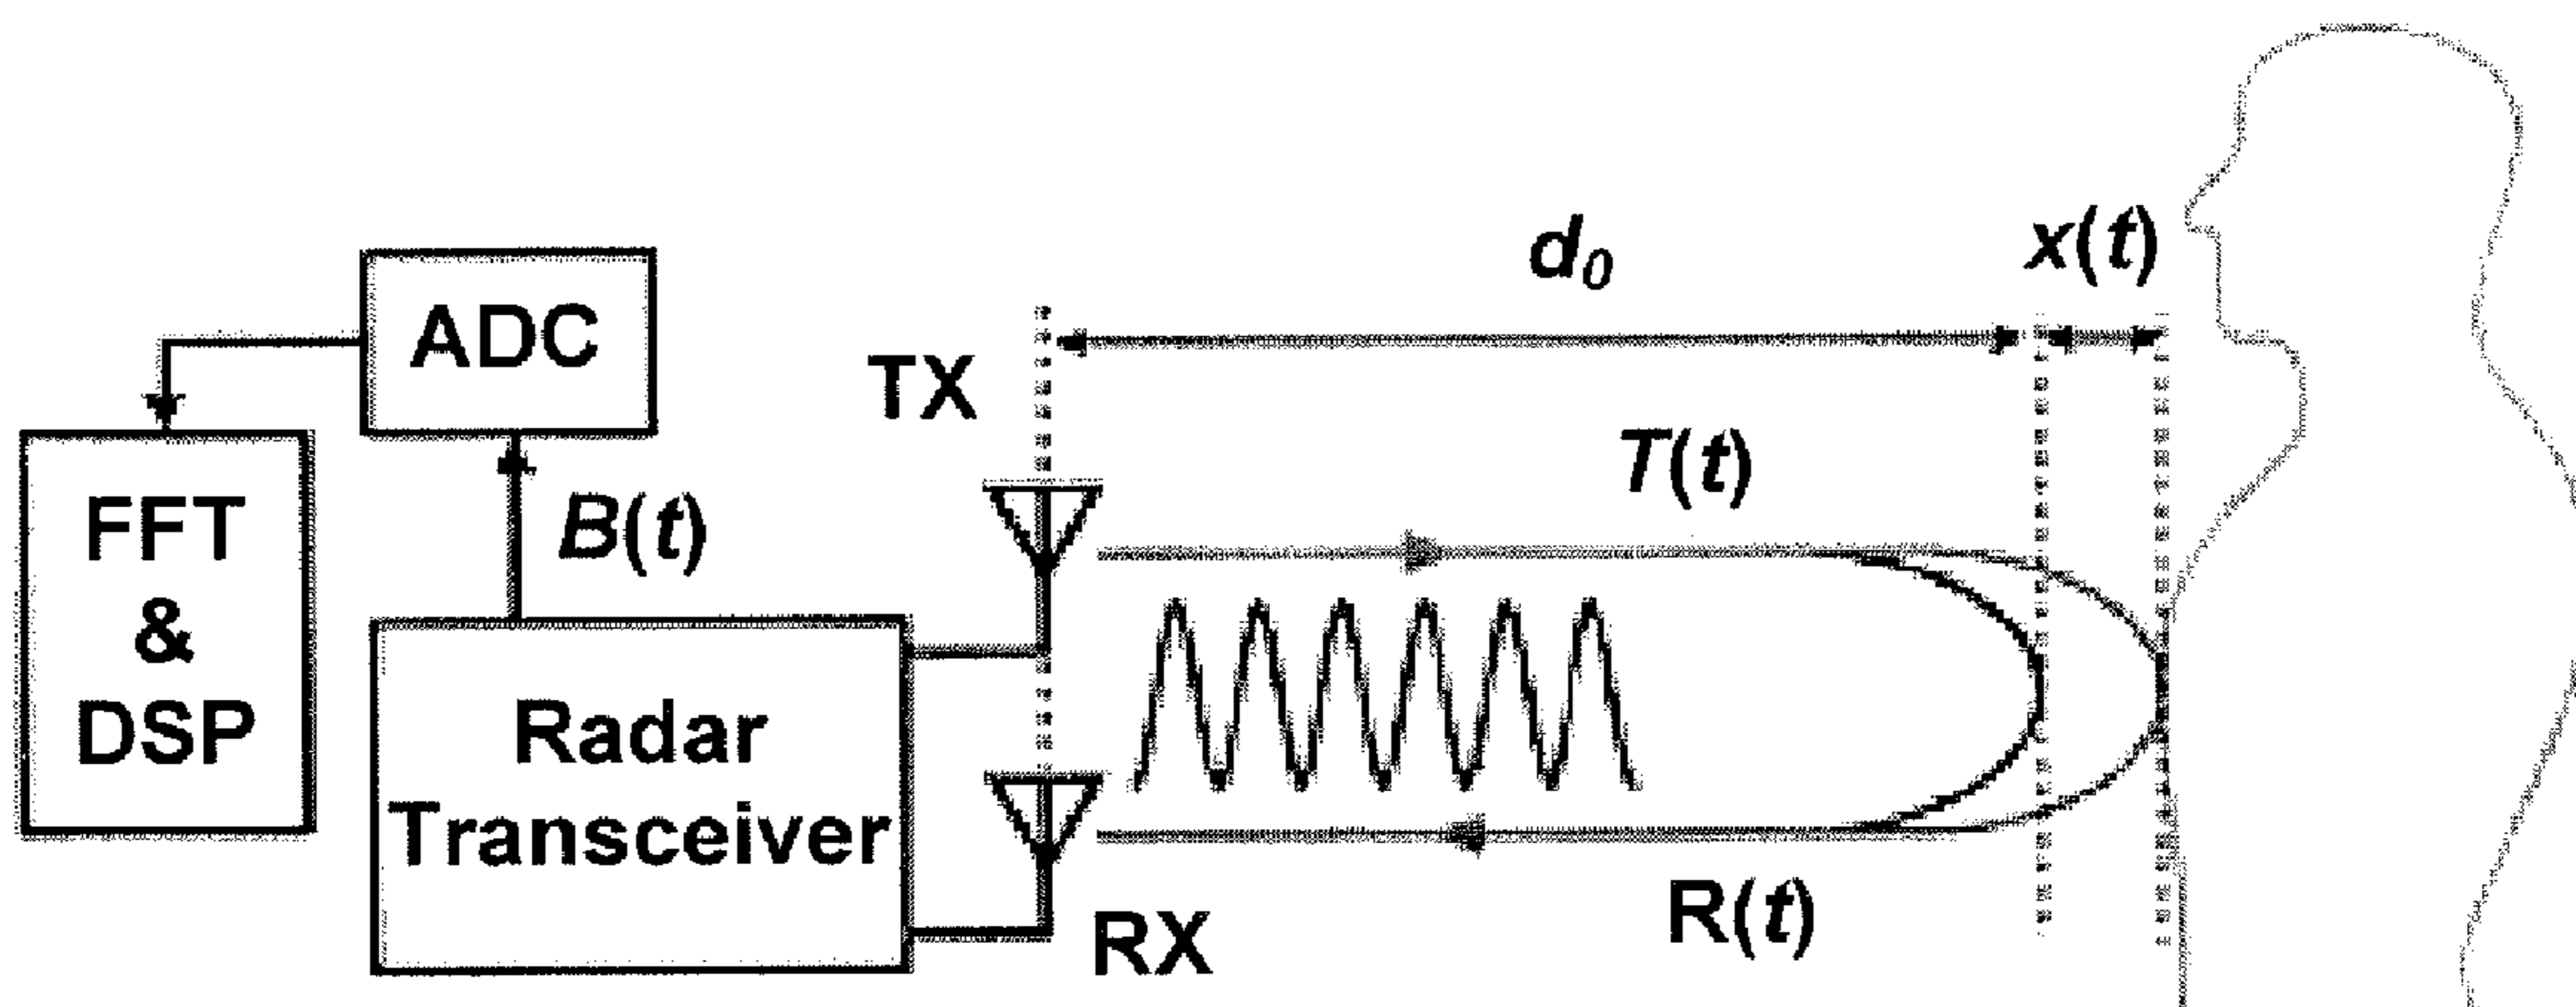 ADC
FFT
&
DSP
B(t)
Radar
Transceiver
TX
RX
d0
x(t)
T(t)
R(t)